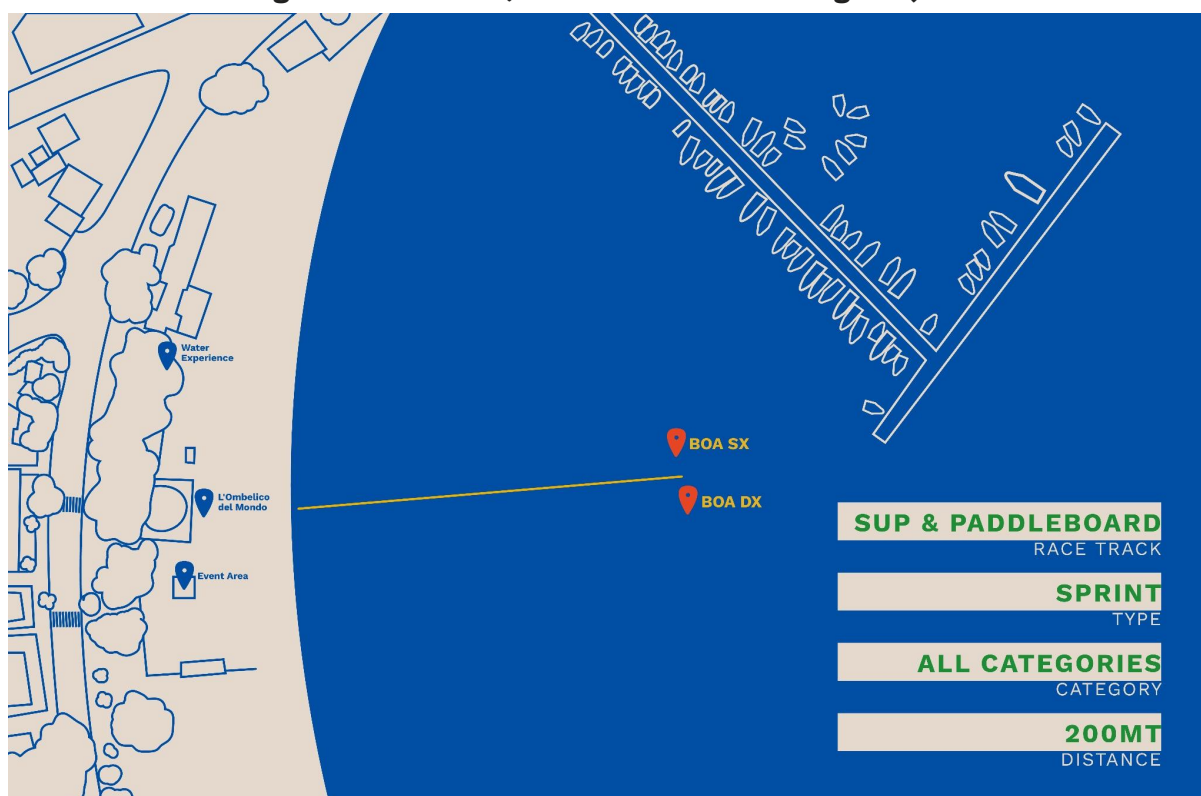 Water
Experience
BOA SX
L'Ombelico
del Mondo
BOA DX
Event Area
SUP & PADDLEBOARD
RACE TRACK
SPRINT
TYPE
ALL CATEGORIES
CATEGORY
200MT
DISTANCE